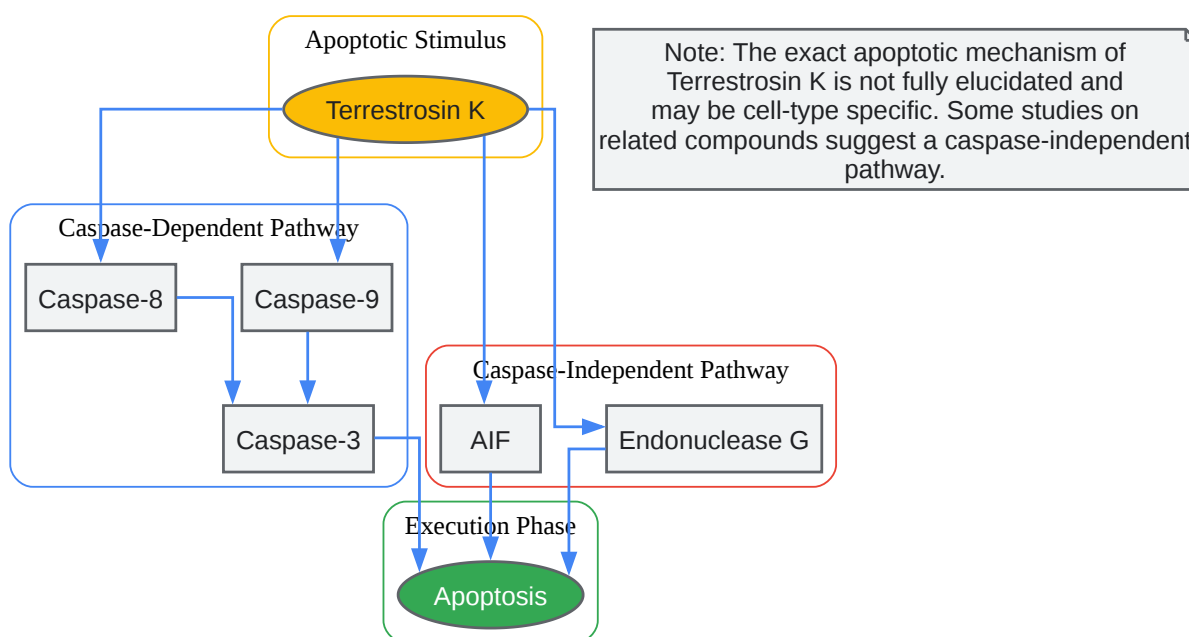 Apoptotic Stimulus
Terrestrosin K
Note: The exact apoptotic mechanism of
Terrestrosin K is not fully elucidated and
may be cell-type specific. Some studies on
related compounds suggest a caspase-independent
pathway.
Caspase-Dependent Pathway
Caspase-8
Caspase-9
Caspase-3
Caspase-Independent Pathway
AIF
Endonuclease G
Execution Phase
Apoptosis